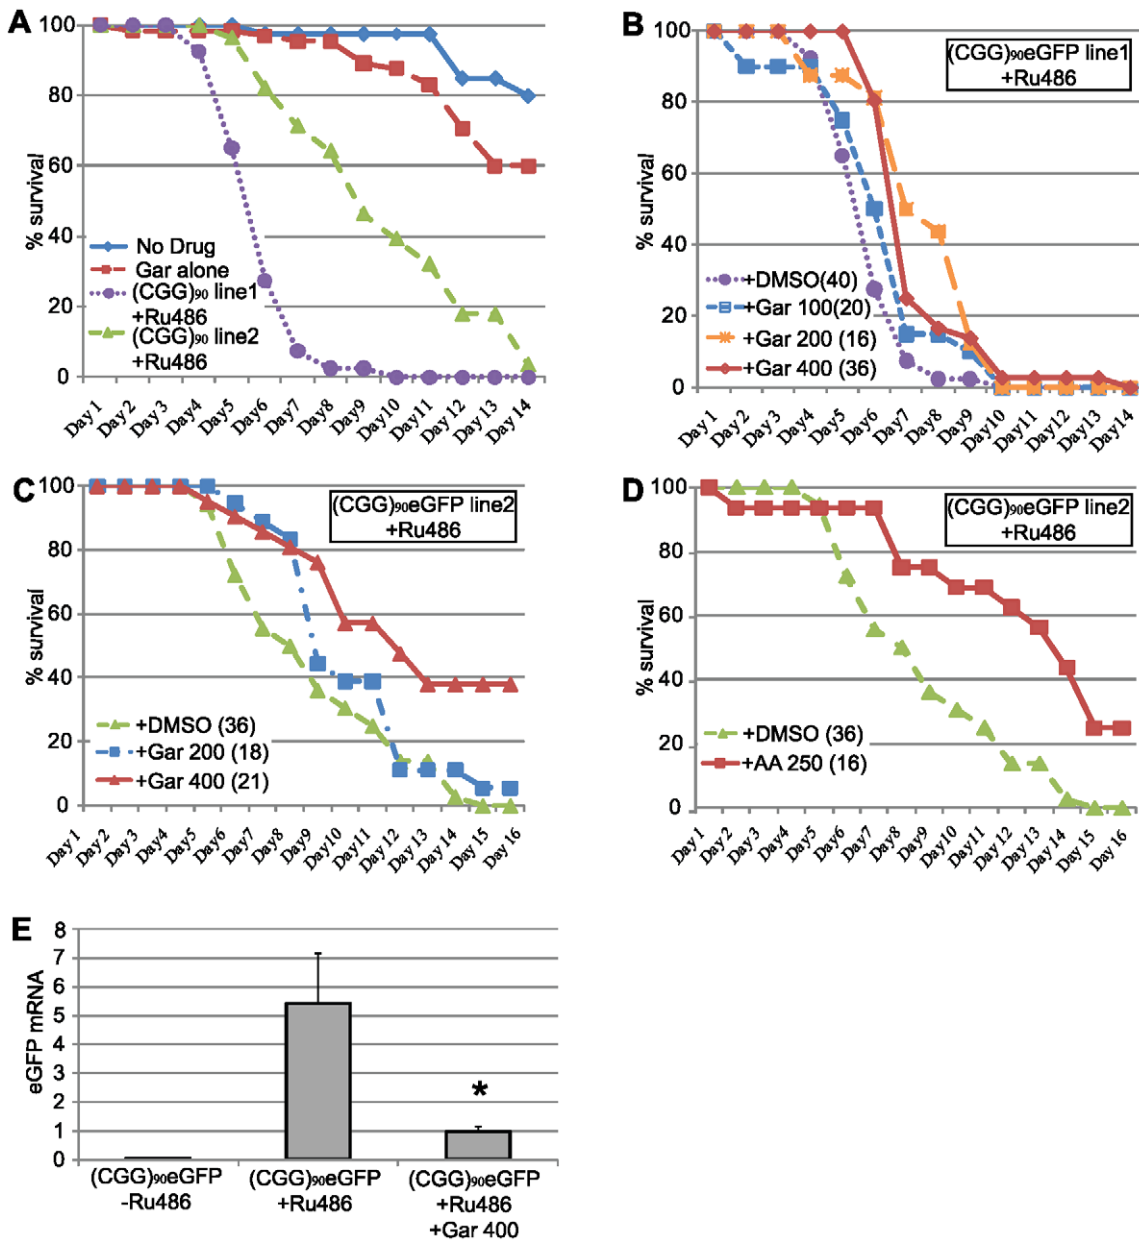 A
100
80
60
40
20
0
% survival
No Drug
Gar alone
(CGG)₉₀ line1
+Ru486
(CGG)₉₀ line2
+Ru486
Day1
Day2
Day3
Day4
Day5
Day6
Day7
Day8
Day9
Day10
Day11
Day12
Day13
Day14
B
100
80
60
40
20
0
% survival
(CGG)₉₀eGFP line1
+Ru486
+DMSO(40)
+Gar 100(20)
+Gar 200 (16)
+Gar 400 (36)
Day1
Day2
Day3
Day4
Day5
Day6
Day7
Day8
Day9
Day10
Day11
Day12
Day13
Day14
C
100
80
60
40
20
0
% survival
(CGG)₉₀eGFP line2
+Ru486
+DMSO (36)
+Gar 200 (18)
+Gar 400 (21)
Day1
Day2
Day3
Day4
Day5
Day6
Day7
Day8
Day9
Day10
Day11
Day12
Day13
Day14
Day15
Day16
D
100
80
60
40
20
0
% survival
(CGG)₉₀eGFP line2
+Ru486
+DMSO (36)
+AA 250 (16)
Day1
Day2
Day3
Day4
Day5
Day6
Day7
Day8
Day9
Day10
Day11
Day12
Day13
Day14
Day15
Day 16
E
8
7
6
5
4
3
2
1
0
eGFP mRNA
*
(CGG)₉₀eGFP
-Ru486
(CGG)₉₀eGFP
+Ru486
(CGG)₉₀eGFP
+Ru486
+Gar 400